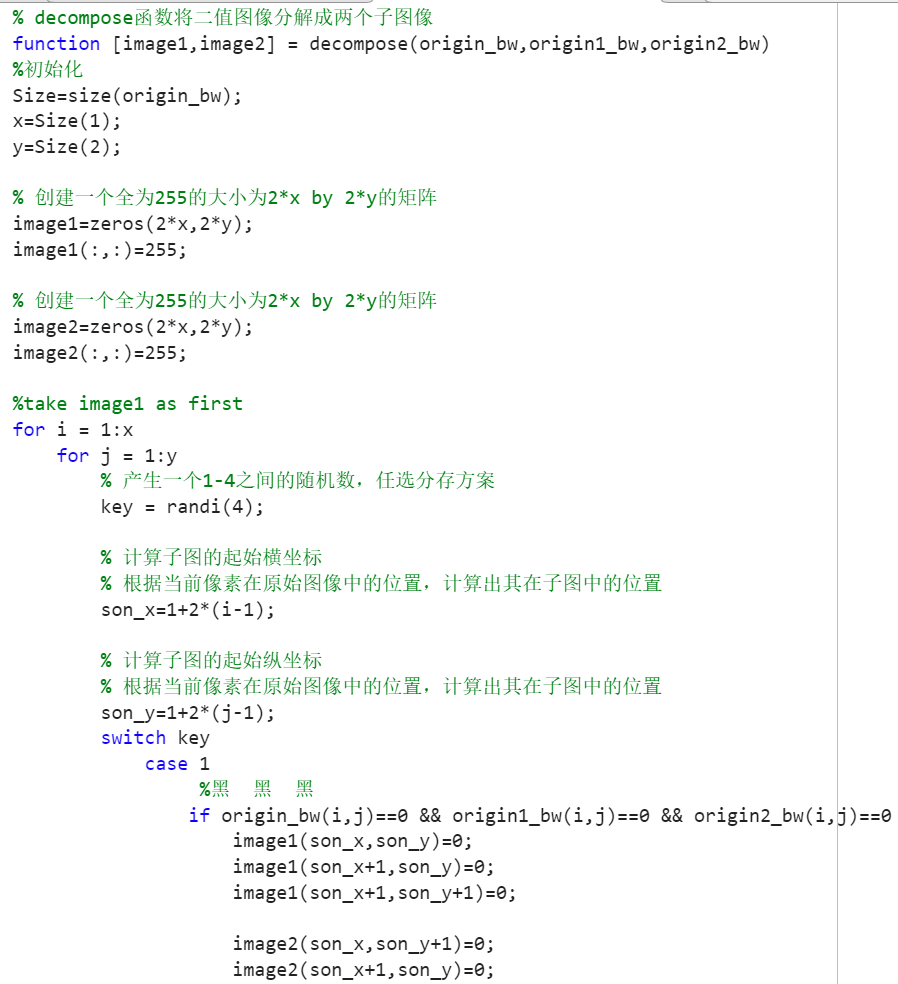 % decompose函数将二值图像分解成两个子图像
function [image1,image2] = decompose(origin_bw,origin1_bw,origin2_bw)
%初始化
Size=size(origin_bw);
x=Size(1);
y=Size(2);
% 创建一个全为255的大小为2*x by 2*y的矩阵
image1=zeros(2*x,2*y);
image1(:,:)=255;
% 创建一个全为255的大小为2*x by 2*y的矩阵
image2=zeros(2*x,2*y);
image2(:,:)=255;
%take image1 as first
for i = 1:x
for j = 1:y
% 产生一个1-4之间的随机数，任选分存方案
key = randi(4);
% 计算子图的起始横坐标
% 根据当前像素在原始图像中的位置，计算出其在子图中的位置
son_x=1+2*(i-1);
% 计算子图的起始纵坐标
% 根据当前像素在原始图像中的位置，计算出其在子图中的位置
son_y=1+2*(j-1);
switch key
case 1
%黑 黑 黑
if origin_bw(i,j)==0 && origin1_bw(i,j)==0 && origin2_bw(i,j)==0
image1(son_x,son_y)=0;
image1(son_x+1,son_y)=0;
image1(son_x+1,son_y+1)=0;
image2(son_x,son_y+1)=0;
image2(son_x+1,son_y)=0;